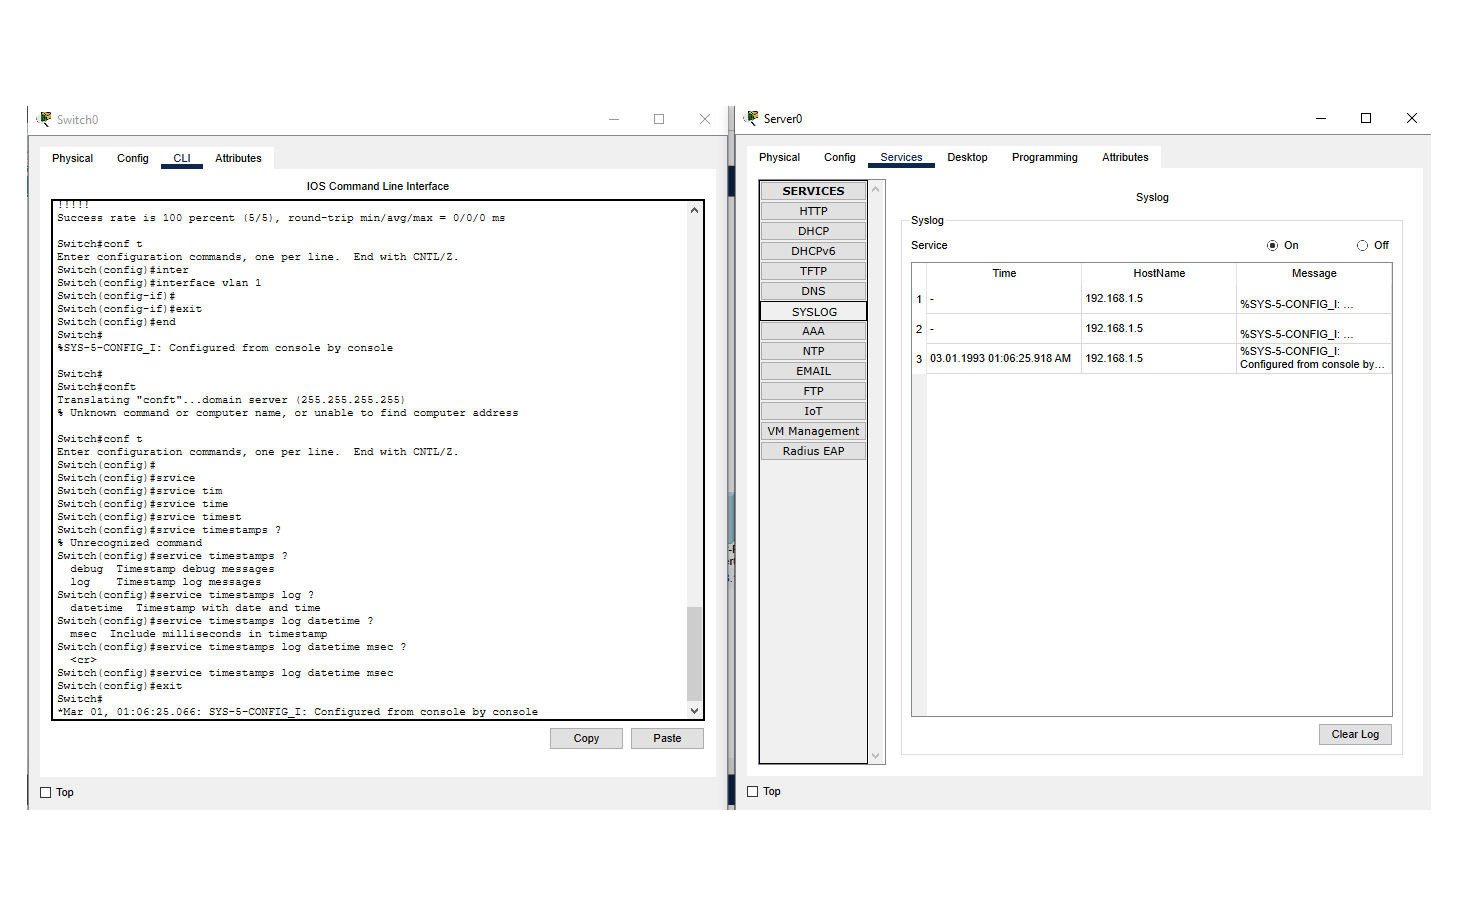 Switch0
Physical Config CLI Attributes
IOS Command Line Interface
!!!!!
Success rate is 100 percent (5/5), round-trip min/avg/max = 0/0/0 ms
Switch#conf t
Enter configuration commands, one per line. End with CNTL/Z.
Switch(config)#inter
Switch(config)#interface vlan 1
Switch(config-if)#
Switch(config-if)#exit
Switch(config)#end
Switch#
%SYS-5-CONFIG_I: Configured from console by console
Switch#
Switch#conft
Translating "conft"...domain server (255.255.255.255)
% Unknown command or computer name, or unable to find computer address
Switch#conf t
Enter configuration commands, one per line. End with CNTL/Z.
Switch(config)#
Switch(config)#srvice
Switch(config)#srvice tim
Switch(config)#srvice time
Switch(config)#srvice timest
Switch(config)#srvice timestamps ?
% Unrecognized command
Switch(config)#service timestamps ?
debug Timestamp debug messages
log Timestamp log messages
Switch(config)#service timestamps log ?
datetime Timestamp with date and time
Switch(config)#service timestamps log datetime ?
msec Include milliseconds in timestamp
Switch(config)#service timestamps log datetime msec ?
<cr>
Switch(config)#service timestamps log datetime msec
Switch(config)#exit
Switch#
*Mar 01, 01:06:25.066: SYS-5-CONFIG_I: Configured from console by console
Copy Paste
Top
Server0
Physical Config Services Desktop Programming Attributes
SERVICES
HTTP
DHCP
DHCPv6
TFTP
DNS
SYSLOG
AAA
NTP
EMAIL
FTP
IoT
VM Management
Radius EAP
Syslog
Syslog
Service On Off
Time HostName Message
1 - 192.168.1.5 %SYS-5-CONFIG_I: ...
2 - 192.168.1.5 %SYS-5-CONFIG_I: ...
3 03.01.1993 01:06:25.918 AM 192.168.1.5 %SYS-5-CONFIG_I:
Configured from console by...
Clear Log
Top